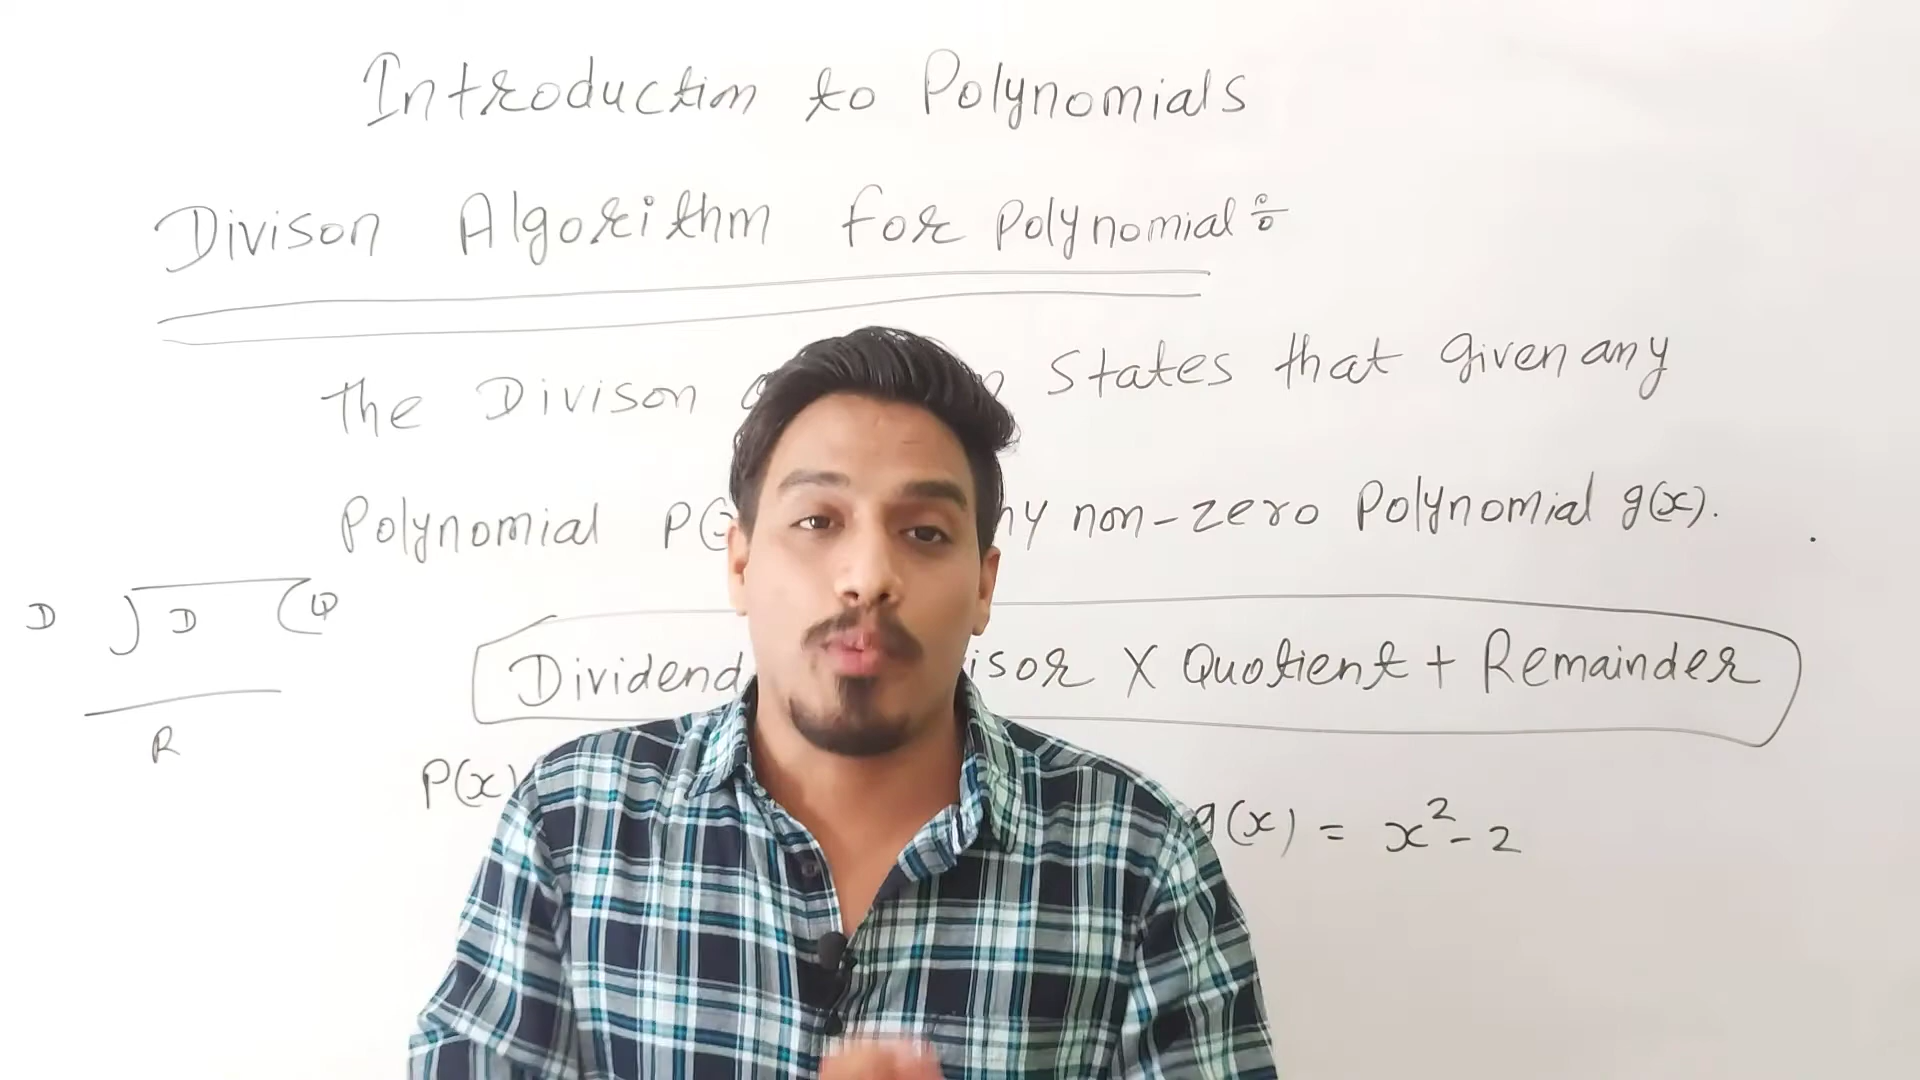 Introduction to Polynomials
Divison Algorithm for Polynomial÷
The Divison States that given any
Polynomial P( non-zero Polynomial g(x).
D D Q
R
Dividend X Quotient + Remainder
P(x) g(x) = x²-2